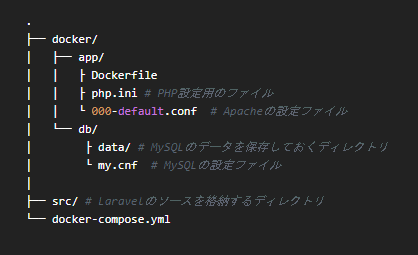 .
├── docker/
│   ├── app/
│   │   ├ Dockerfile
│   │   ├ php.ini # PHP設定用のファイル
│   │   └ 000-default.conf  # Apacheの設定ファイル
│   └── db/
│        ├ data/ # MySQLのデータを保存しておくディレクトリ
│        └ my.cnf  # MySQLの設定ファイル
│
├── src/ # Laravelのソースを格納するディレクトリ
└── docker-compose.yml